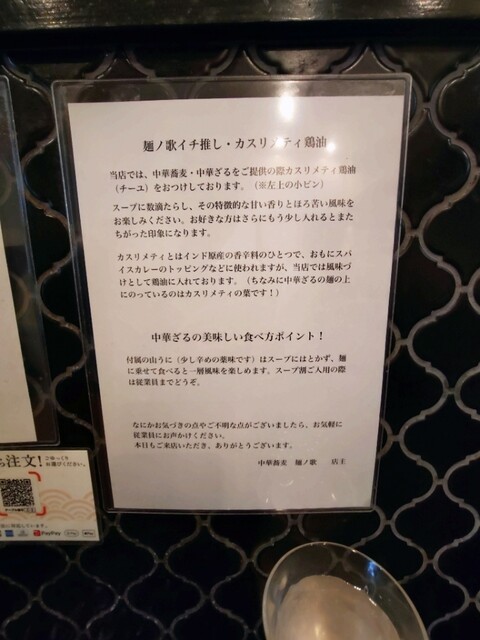 麺ノ歌イチ推し・カスリメティ鶏油
当店では、中華蕎麦・中華ざるをご提供の際カスリメティ鶏油
（チーユ）をおつけしております。（※左上の小ビン）
スープに数滴たらし、その特徴的な甘い香りとほろ苦い風味を
お楽しみください。お好きな方はさらにもう少し入れるとまた
ちがった印象になります。
カスリメティとはインド原産の香辛料のひとつで、おもにスパ
イスカレーのトッピングなどに使われますが、当店では風味づ
けとして鶏油に入れております。（ちなみに中華ざるの麺の上
にのっているのはカスリメティの葉です！）
中華ざるの美味しい食べ方ポイント！
付属の山うに（少し辛めの薬味です）はスープにはとかず、麺
に乗せて食べると一層風味を楽しめます。スープ割ご入用の際
は従業員までどうぞ。
なにかお気づきの点やご不明な点がございましたら、お気軽に
従業員にお声かけください。
本日もご来店いただき、ありがとうございます。
中華蕎麦 麺ノ歌 店主
注文！
ごゆっくり
お選びください。
PayPay